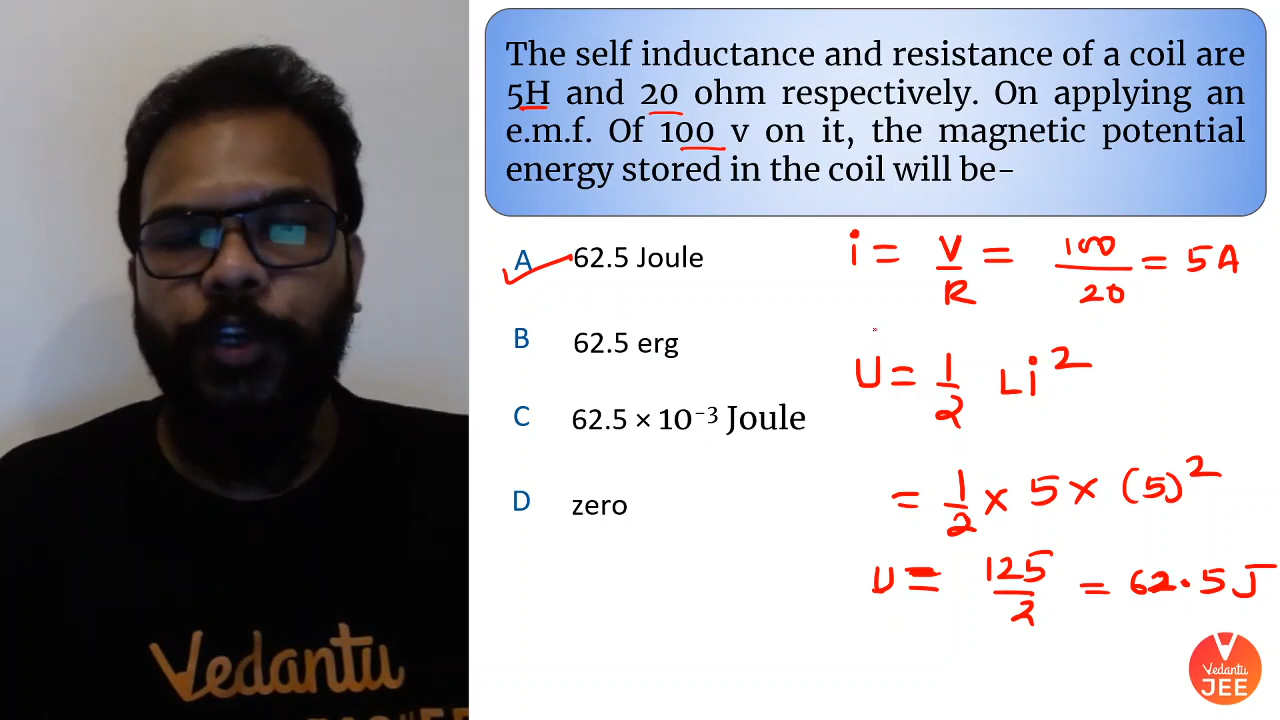 The self inductance and resistance of a coil are
5H and 20 ohm respectively. On applying an
e.m.f. Of 100 v on it, the magnetic potential
energy stored in the coil will be-
A 62.5 Joule
B 62.5 erg
C 62.5 × 10⁻³ Joule
D zero
i = V/R = 100/20 = 5A
U = 1/2 Li²
= 1/2 × 5 × (5)²
U = 125/2 = 62.5 J
Vedantu
Vedantu
JEE